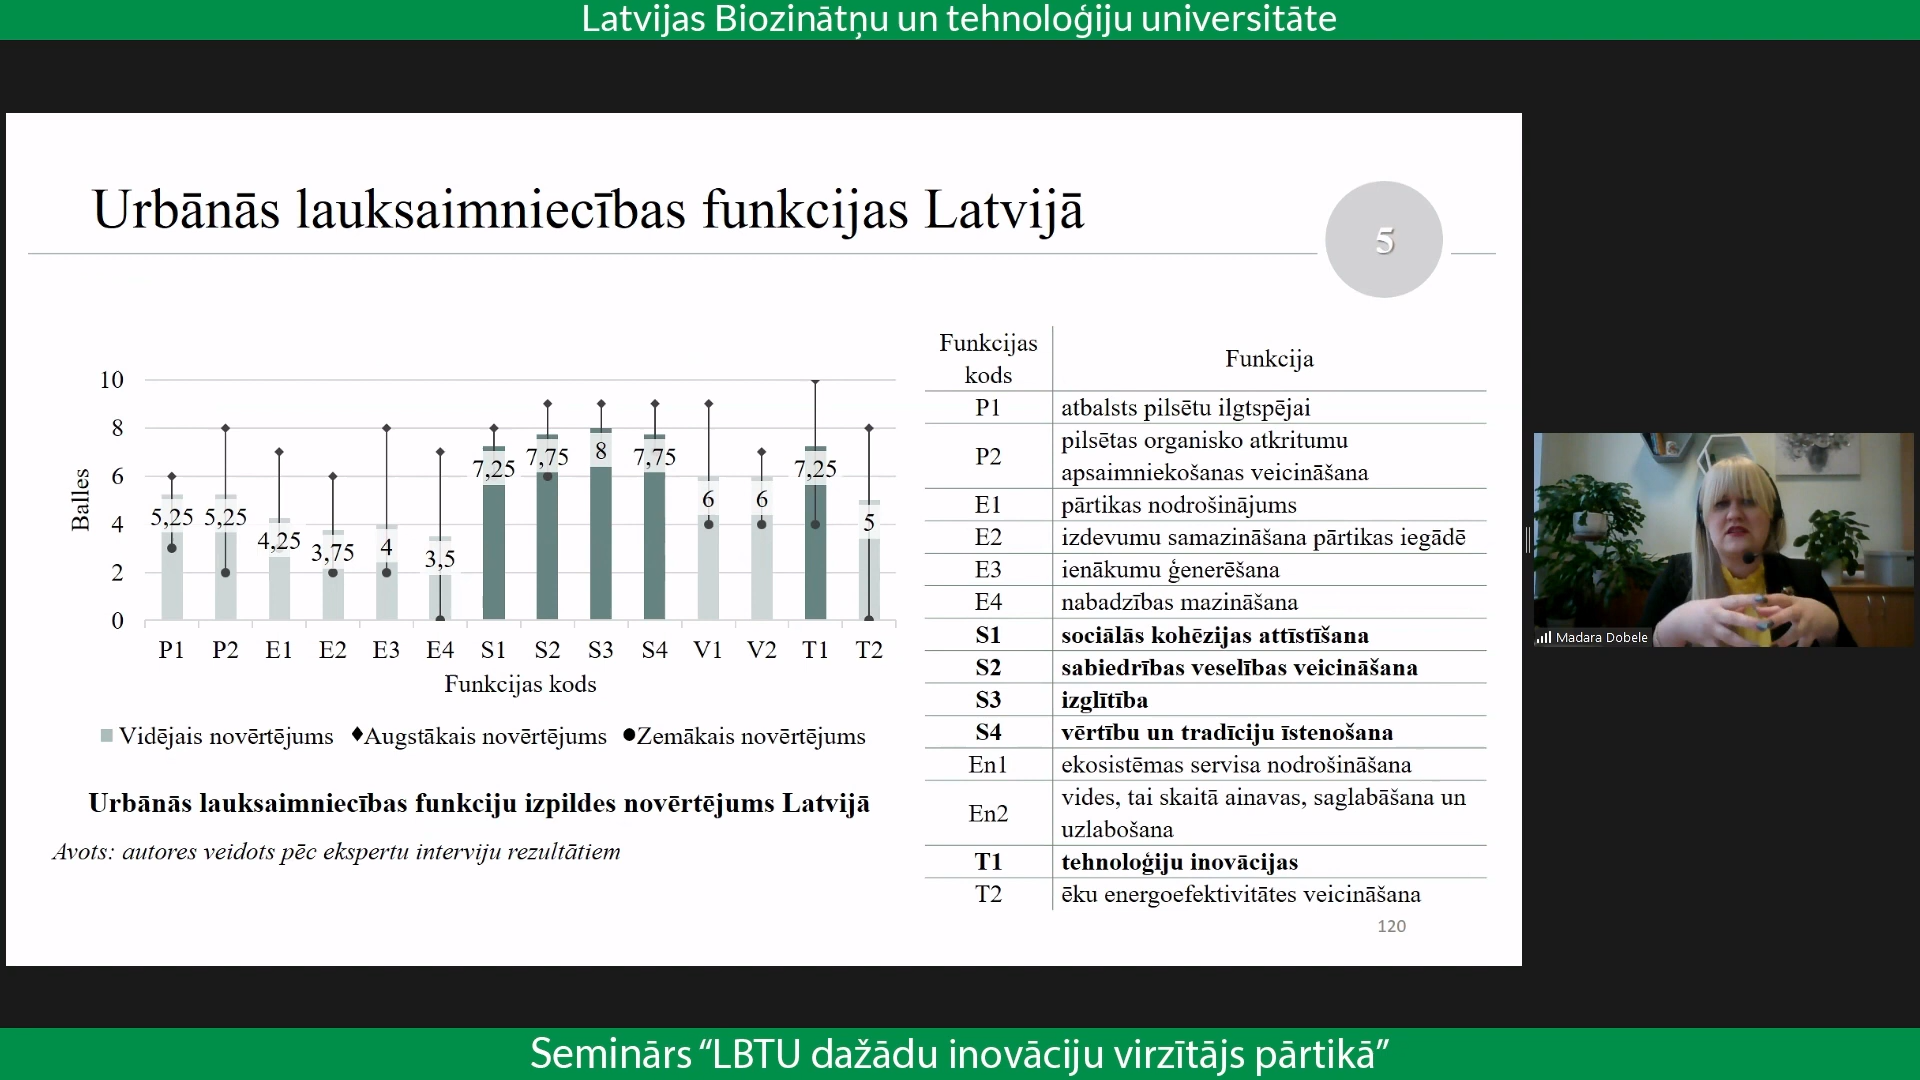 Latvijas Biozinātņu un tehnoloģiju universitāte
Urbānās lauksaimniecības funkcijas Latvijā
5
10
8
6
4
2
0
Balles
5,25
5,25
4,25
3,75
4
3,5
7,25
7,75
8
7,75
6
6
7,25
5
P1 P2 E1 E2 E3 E4 S1 S2 S3 S4 V1 V2 T1 T2
Funkcijas kods
Vidējais novērtējums Augstākais novērtējums Zemākais novērtējums
Urbānās lauksaimniecības funkciju izpildes novērtējums Latvijā
Avots: autores veidots pēc ekspertu interviju rezultātiem
Funkcijas
kods
Funkcija
P1 atbalsts pilsētu ilgtspējai
P2 pilsētas organisko atkritumu
apsaimniekošanas veicināšana
E1 pārtikas nodrošinājums
E2 izdevumu samazināšana pārtikas iegādē
E3 ienākumu ģenerēšana
E4 nabadzības mazināšana
S1 sociālās kohēzijas attīstīšana
S2 sabiedrības veselības veicināšana
S3 izglītība
S4 vērtību un tradīciju īstenošana
En1 ekosistēmas servisa nodrošināšana
En2 vides, tai skaitā ainavas, saglabāšana un
uzlabošana
T1 tehnoloģiju inovācijas
T2 ēku energoefektivitātes veicināšana
120
Madara Dobele
Seminārs “LBTU dažādu inovāciju virzītājs pārtikā”